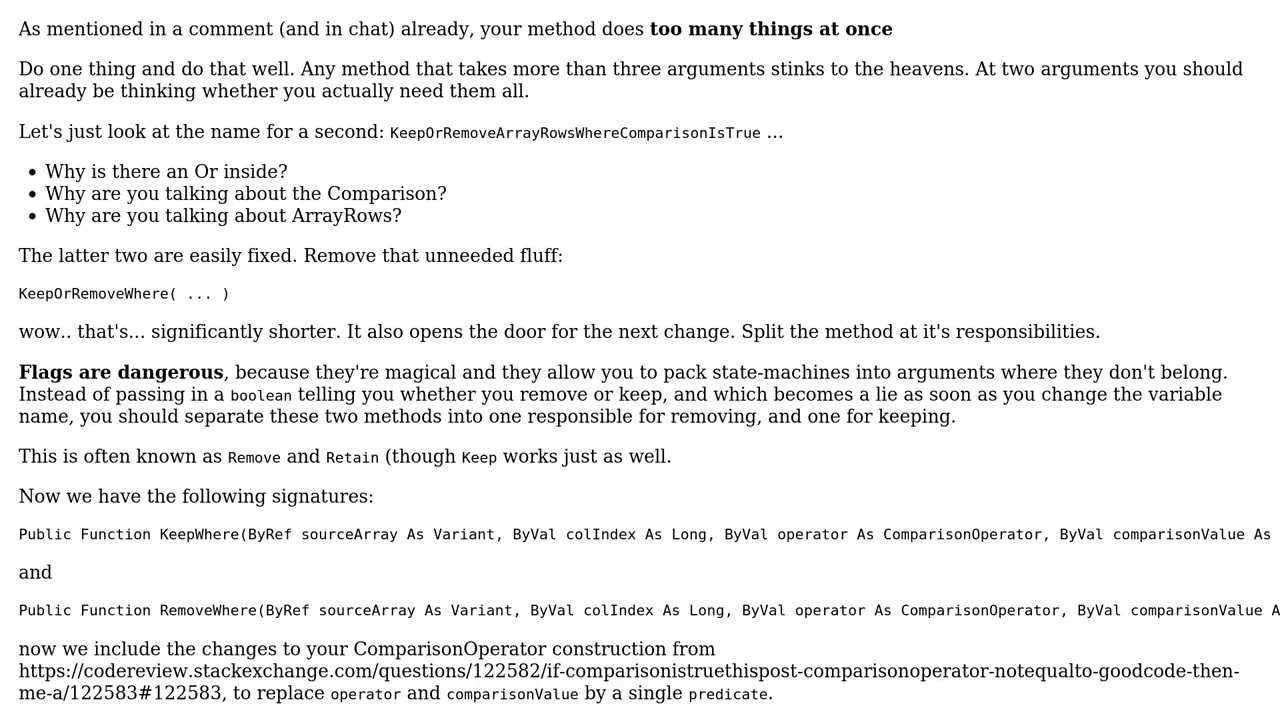 As mentioned in a comment (and in chat) already, your method does too many things at once
Do one thing and do that well. Any method that takes more than three arguments stinks to the heavens. At two arguments you should
already be thinking whether you actually need them all.
Let's just look at the name for a second: KeepOrRemoveArrayRowsWhereComparisonIsTrue ...
• Why is there an Or inside?
• Why are you talking about the Comparison?
• Why are you talking about ArrayRows?
The latter two are easily fixed. Remove that unneeded fluff:
KeepOrRemoveWhere( ... )
wow.. that's... significantly shorter. It also opens the door for the next change. Split the method at it's responsibilities.
Flags are dangerous, because they're magical and they allow you to pack state-machines into arguments where they don't belong.
Instead of passing in a boolean telling you whether you remove or keep, and which becomes a lie as soon as you change the variable
name, you should separate these two methods into one responsible for removing, and one for keeping.
This is often known as Remove and Retain (though Keep works just as well.
Now we have the following signatures:
Public Function KeepWhere(ByRef sourceArray As Variant, ByVal colIndex As Long, ByVal operator As ComparisonOperator, ByVal comparisonValue As
and
Public Function RemoveWhere(ByRef sourceArray As Variant, ByVal colIndex As Long, ByVal operator As ComparisonOperator, ByVal comparisonValue A
now we include the changes to your ComparisonOperator construction from
https://codereview.stackexchange.com/questions/122582/if-comparisonistruethispost-comparisonoperator-notequalto-goodcode-then-
me-a/122583#122583, to replace operator and comparisonValue by a single predicate.